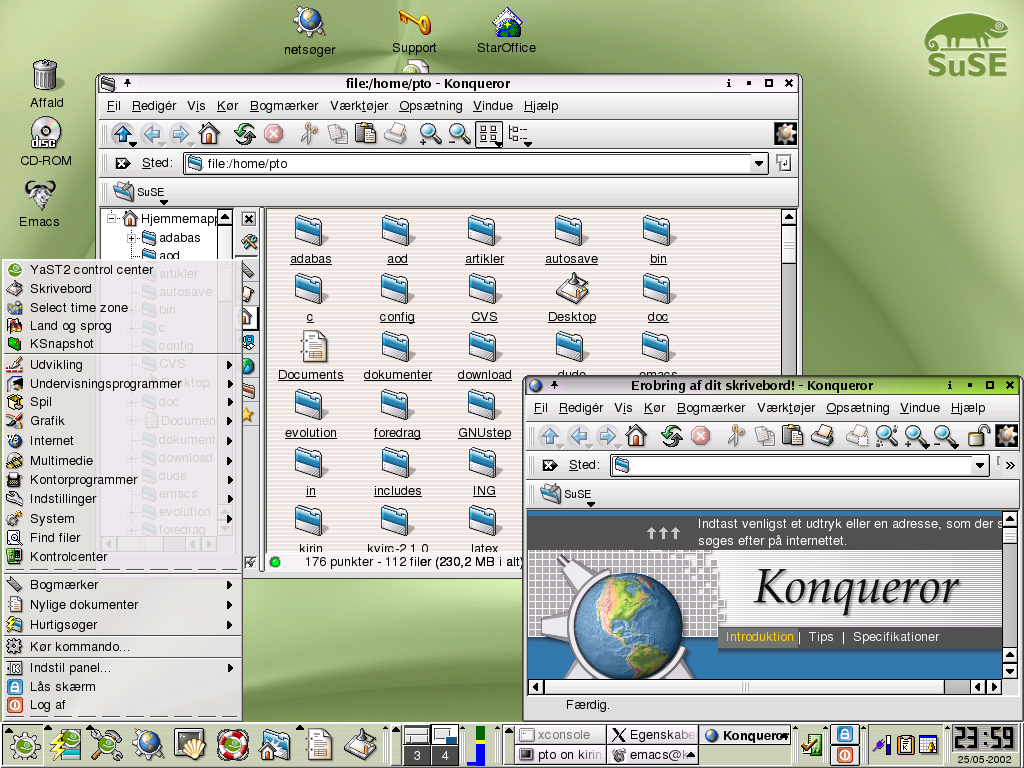 netsøger
Support
StarOffice
SuSE
Affald
CD-ROM
Emacs
file:/home/pto - Konqueror
Fil Redigér Vis Kør Bogmærker Værktøjer Opsætning Vindue Hjælp
Sted: file:/home/pto
SuSE
Hjemmemapp
adabas
aod
artikler
autosave
bin
c
config
CVS
doc
dokument
download
dude
emacs
evolution
foredrag
adabas aod artikler autosave bin
c config CVS Desktop doc
Documents dokumenter download dude emacs
evolution foredrag GNUstep
in includes ING
kirin kvirc-2.1.0 latex
176 punkter - 112 filer (230,2 MB i alt)
YaST2 control center
Skrivebord
Select time zone
Land og sprog
KSnapshot
Udvikling
Undervisningsprogrammer
Spil
Grafik
Internet
Multimedie
Kontorprogrammer
Indstillinger
System
Find filer
Kontrolcenter
Bogmærker
Nylige dokumenter
Hurtigsøger
Kør kommando...
Indstil panel...
Lås skærm
Log af
Erobring af dit skrivebord! - Konqueror
Fil Redigér Vis Kør Bogmærker Værktøjer Opsætning Vindue Hjælp
Sted:
SuSE
Indtast venligst et udtryk eller en adresse, som der s
søges efter på internettet.
Konqueror
Introduktion | Tips | Specifikationer
Færdig.
3 4
xconsole
Egenskabe
Konqueror
pto on kirin
emacs@k
23:59
25/05-2002